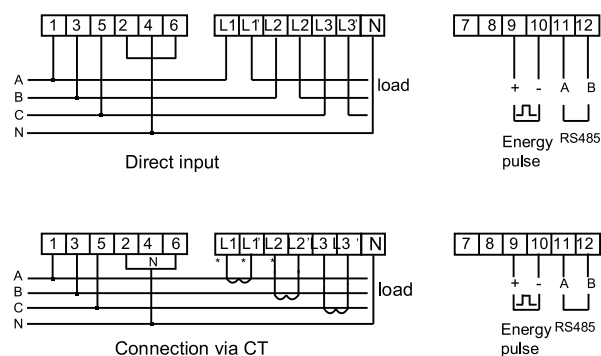 1 3 5 2 4 6 L1 L1' L2 L2 L3 L3' N 7 8 9 10 11 12
A
B
C
N
load
+ - A B
Energy pulse
RS485
Direct input
1 3 5 2 4 6 L1 L1' L2 L2' L3 L3 ' N 7 8 9 10 11 12
N
* * *
A
B
C
N
load
+ - A B
Energy pulse
RS485
Connection via CT